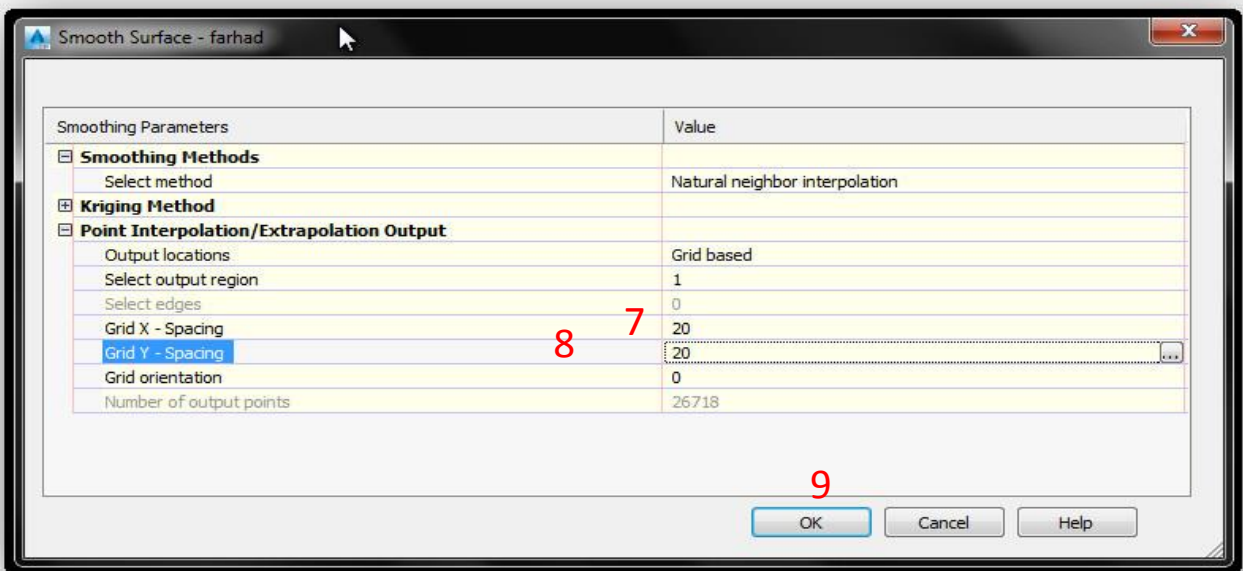 Smooth Surface - farhad
Smoothing Parameters Value
Smoothing Methods
Select method Natural neighbor interpolation
Kriging Method
Point Interpolation/Extrapolation Output
Output locations Grid based
Select output region 1
Select edges 0
Grid X - Spacing 7 20
Grid Y - Spacing 8 20 ...
Grid orientation 0
Number of output points 26718
9
OK Cancel Help